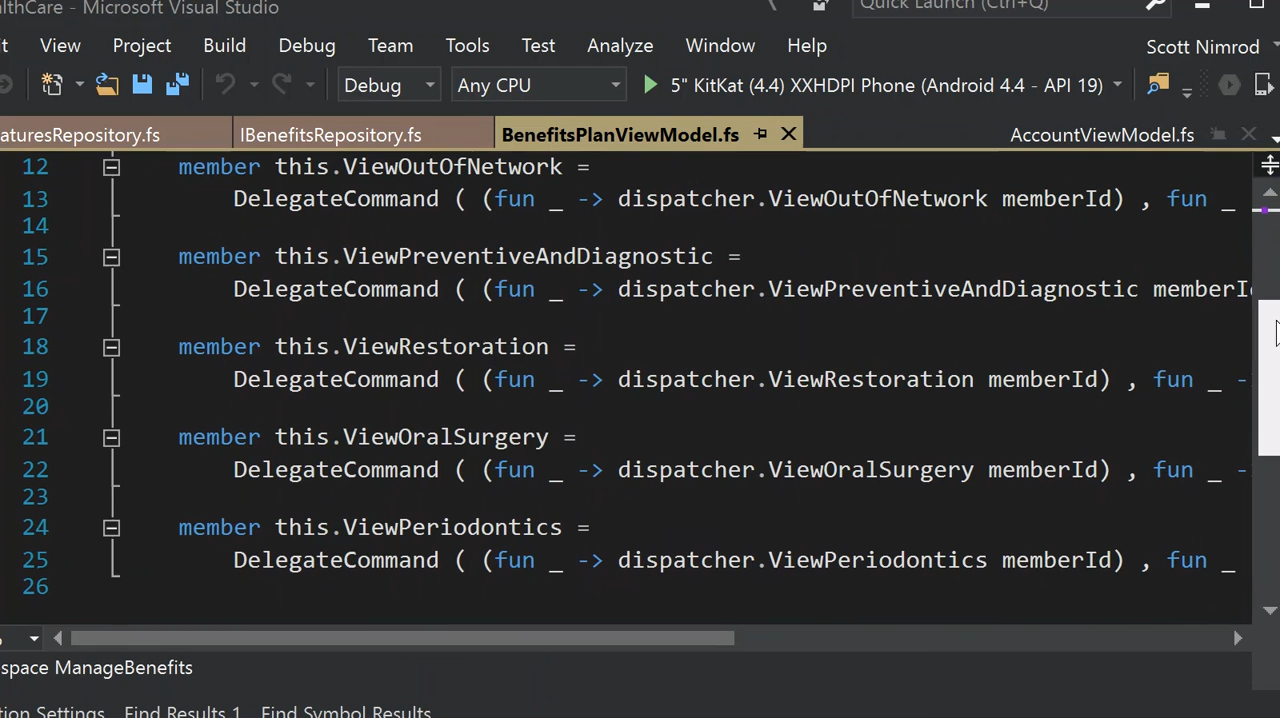 lthCare - Microsoft Visual Studio
Quick Launch (Ctrl+Q)
it View Project Build Debug Team Tools Test Analyze Window Help Scott Nimrod
Debug Any CPU 5" KitKat (4.4) XXHDPI Phone (Android 4.4 - API 19)
aturesRepository.fs IBenefitsRepository.fs BenefitsPlanViewModel.fs AccountViewModel.fs
12 member this.ViewOutOfNetwork =
13 DelegateCommand ( (fun _ -> dispatcher.ViewOutOfNetwork memberId) , fun _
14
15 member this.ViewPreventiveAndDiagnostic =
16 DelegateCommand ( (fun _ -> dispatcher.ViewPreventiveAndDiagnostic memberId
17
18 member this.ViewRestoration =
19 DelegateCommand ( (fun _ -> dispatcher.ViewRestoration memberId) , fun _ -
20
21 member this.ViewOralSurgery =
22 DelegateCommand ( (fun _ -> dispatcher.ViewOralSurgery memberId) , fun _ -
23
24 member this.ViewPeriodontics =
25 DelegateCommand ( (fun _ -> dispatcher.ViewPeriodontics memberId) , fun _
26
space ManageBenefits
tion Settings Find Results 1 Find Symbol Results